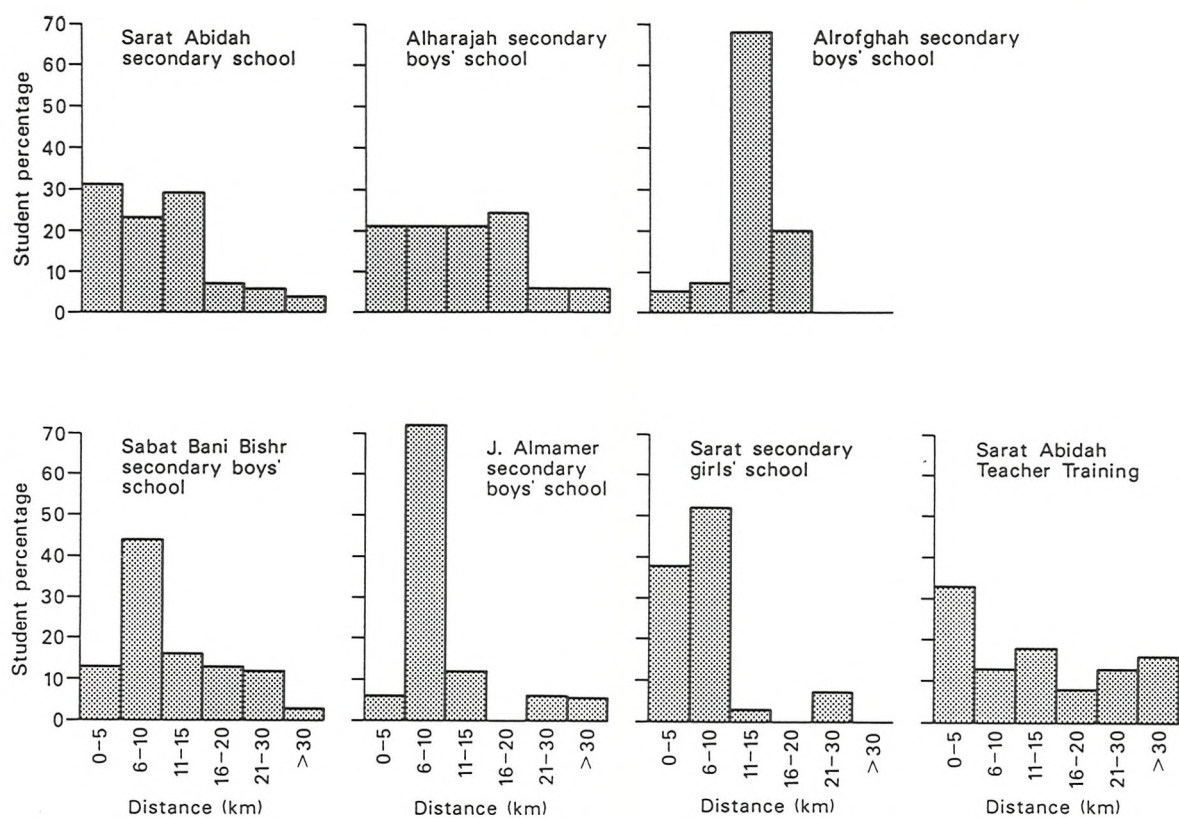 Student percentage
70
60
50
40
30
20
10
0
Sarat Abidah
secondary school
Alharajah secondary
boys' school
Alrofghah secondary
boys' school
Student percentage
70
60
50
40
30
20
10
0
Sabat Bani Bishr
secondary boys'
school
J. Almamer
secondary
boys' school
Sarat secondary
girls' school
Sarat Abidah
Teacher Training
0–5
6–10
11–15
16–20
21–30
>30
Distance (km)
0–5
6–10
11–15
16–20
21–30
>30
Distance (km)
0–5
6–10
11–15
16–20
21–30
>30
Distance (km)
0–5
6–10
11–15
16–20
21–30
>30
Distance (km)